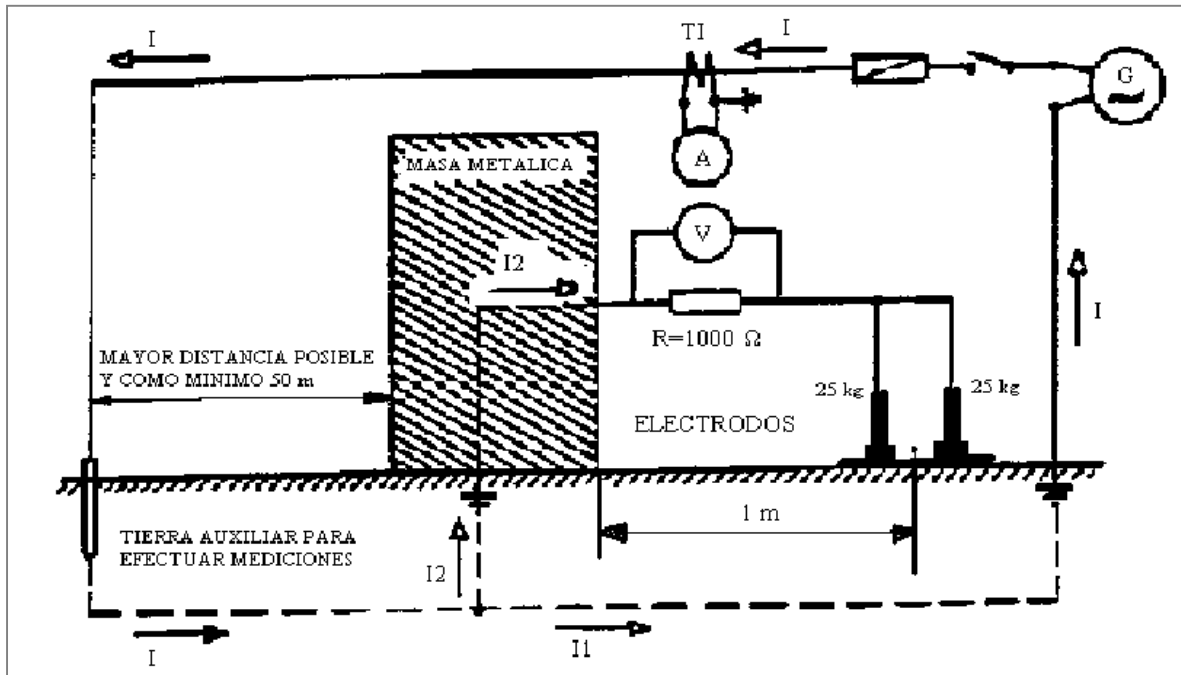 I
TI
I
G
MASA METALICA
A
V
I2
R=1000 Ω
I
MAYOR DISTANCIA POSIBLE
Y COMO MINIMO 50 m
25 kg
25 kg
ELECTRODOS
1 m
TIERRA AUXILIAR PARA
EFECTUAR MEDICIONES
I2
I
I1